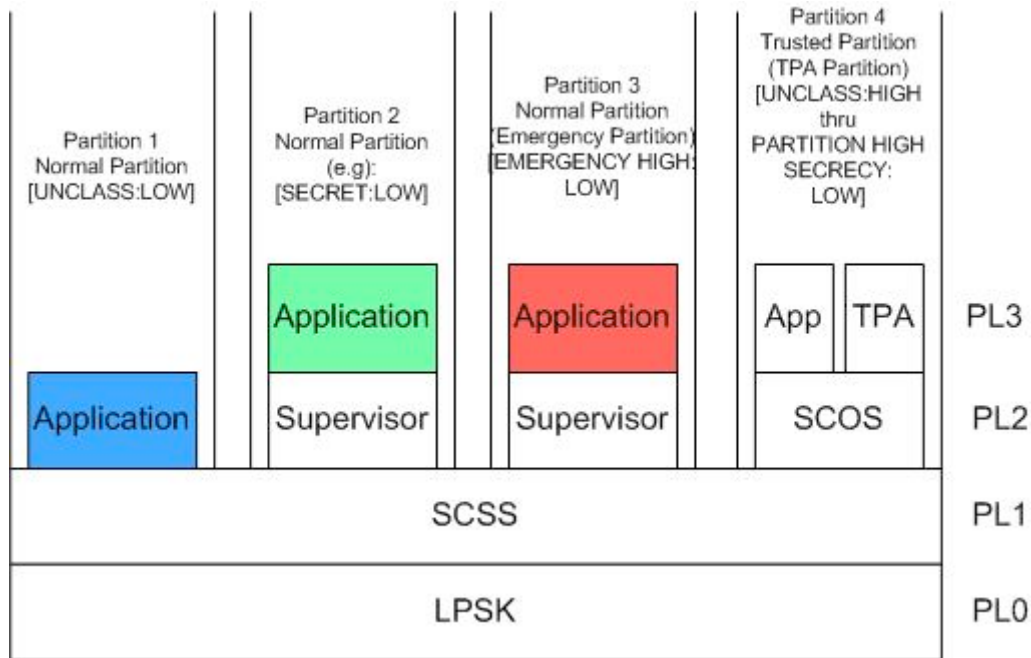 Partition 1
Normal Partition
[UNCLASS:LOW]
Partition 2
Normal Partition
(e.g):
[SECRET:LOW]
Partition 3
Normal Partition
(Emergency Partition)
[EMERGENCY HIGH:
LOW]
Partition 4
Trusted Partition
(TPA Partition)
[UNCLASS:HIGH
thru
PARTITION HIGH
SECRECY:
LOW]
Application
Application
App
TPA
PL3
Application
Supervisor
Supervisor
SCOS
PL2
SCSS
PL1
LPSK
PL0